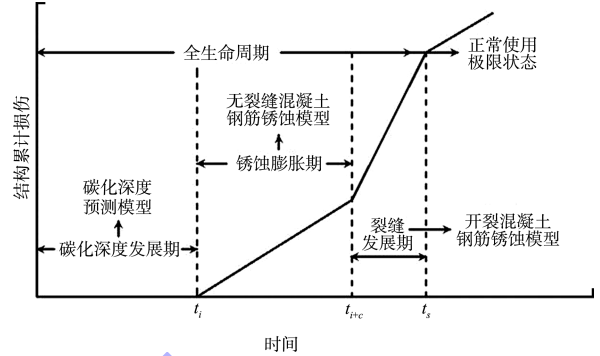 全生命周期
正常使用
极限状态
无裂缝混凝土
钢筋锈蚀模型
锈蚀膨胀期
碳化深度
预测模型
碳化深度发展期
裂缝
发展期
开裂混凝土
钢筋锈蚀模型
结构累计损伤
t_i
t_{i+c}
t_s
时间